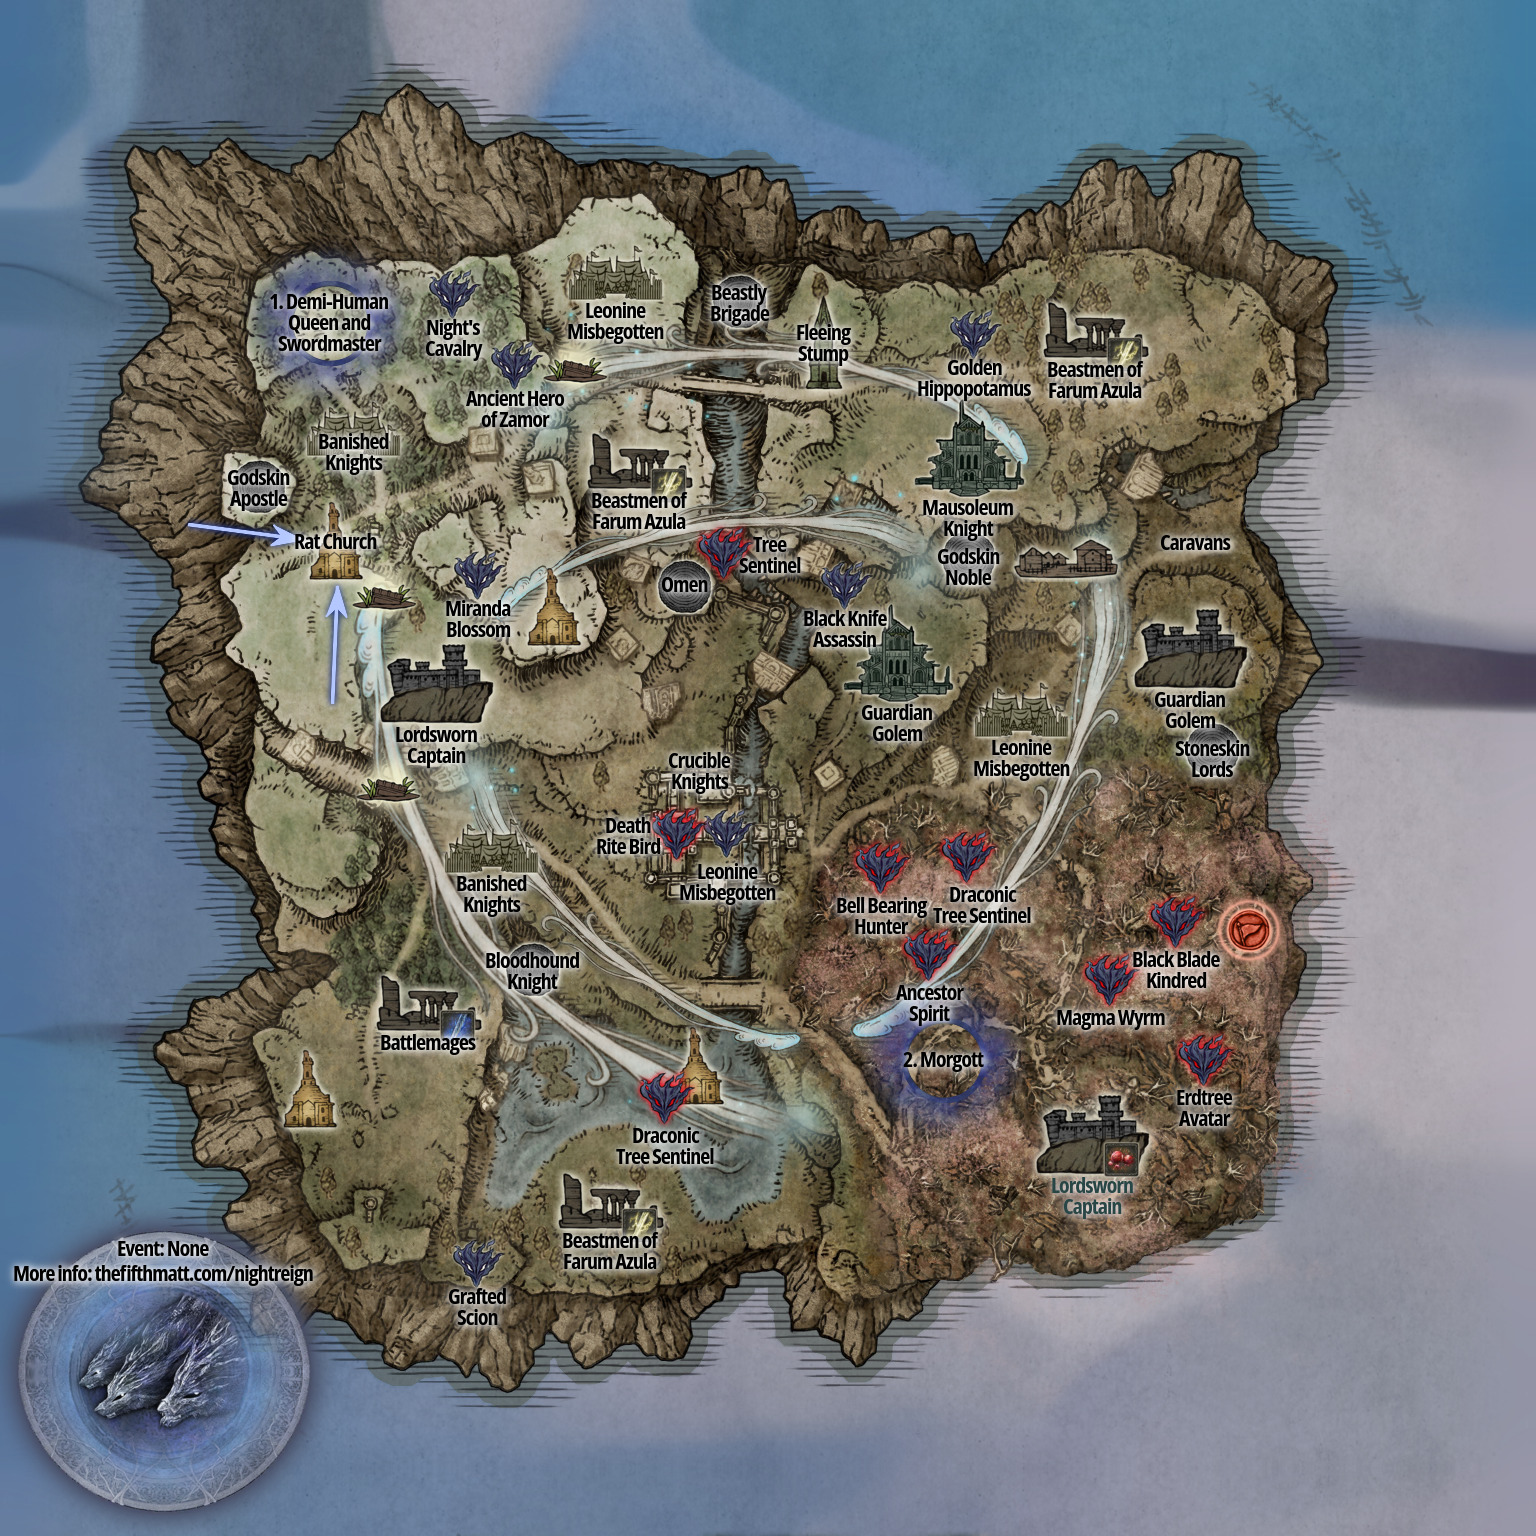 1. Demi-Human
Queen and
Swordmaster
Night's
Cavalry
Leonine
Misbegotten
Beastly
Brigade
Fleeing
Stump
Golden
Hippopotamus
Beastmen of
Farum Azula
Ancient Hero
of Zamor
Banished
Knights
Godskin
Apostle
Rat Church
Beastmen of
Farum Azula
Mausoleum
Knight
Tree
Sentinel
Omen
Godskin
Noble
Caravans
Miranda
Blossom
Black Knife
Assassin
Lordsworn
Captain
Guardian
Golem
Guardian
Golem
Leonine
Misbegotten
Stoneskin
Lords
Crucible
Knights
Death
Rite Bird
Leonine
Misbegotten
Banished
Knights
Bell Bearing
Hunter
Draconic
Tree Sentinel
Bloodhound
Knight
Black Blade
Kindred
Ancestor
Spirit
Magma Wyrm
Battlemages
2. Morgott
Erdtree
Avatar
Draconic
Tree Sentinel
Lordsworn
Captain
Beastmen of
Farum Azula
Grafted
Scion
Event: None
More info: thefifthmatt.com/nightreign